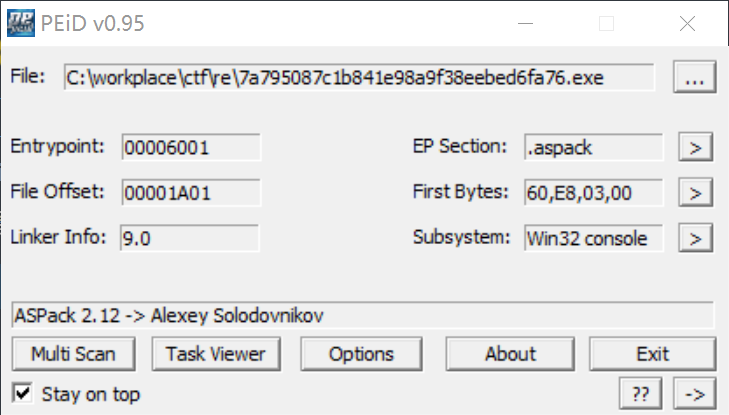 PEiD v0.95
File: C:\workplace\ctf\re\7a795087c1b841e98a9f38eebed6fa76.exe ...
Entrypoint: 00006001 EP Section: .aspack >
File Offset: 00001A01 First Bytes: 60,E8,03,00 >
Linker Info: 9.0 Subsystem: Win32 console >
ASPack 2.12 -> Alexey Solodovnikov
Multi Scan Task Viewer Options About Exit
Stay on top ?? ->